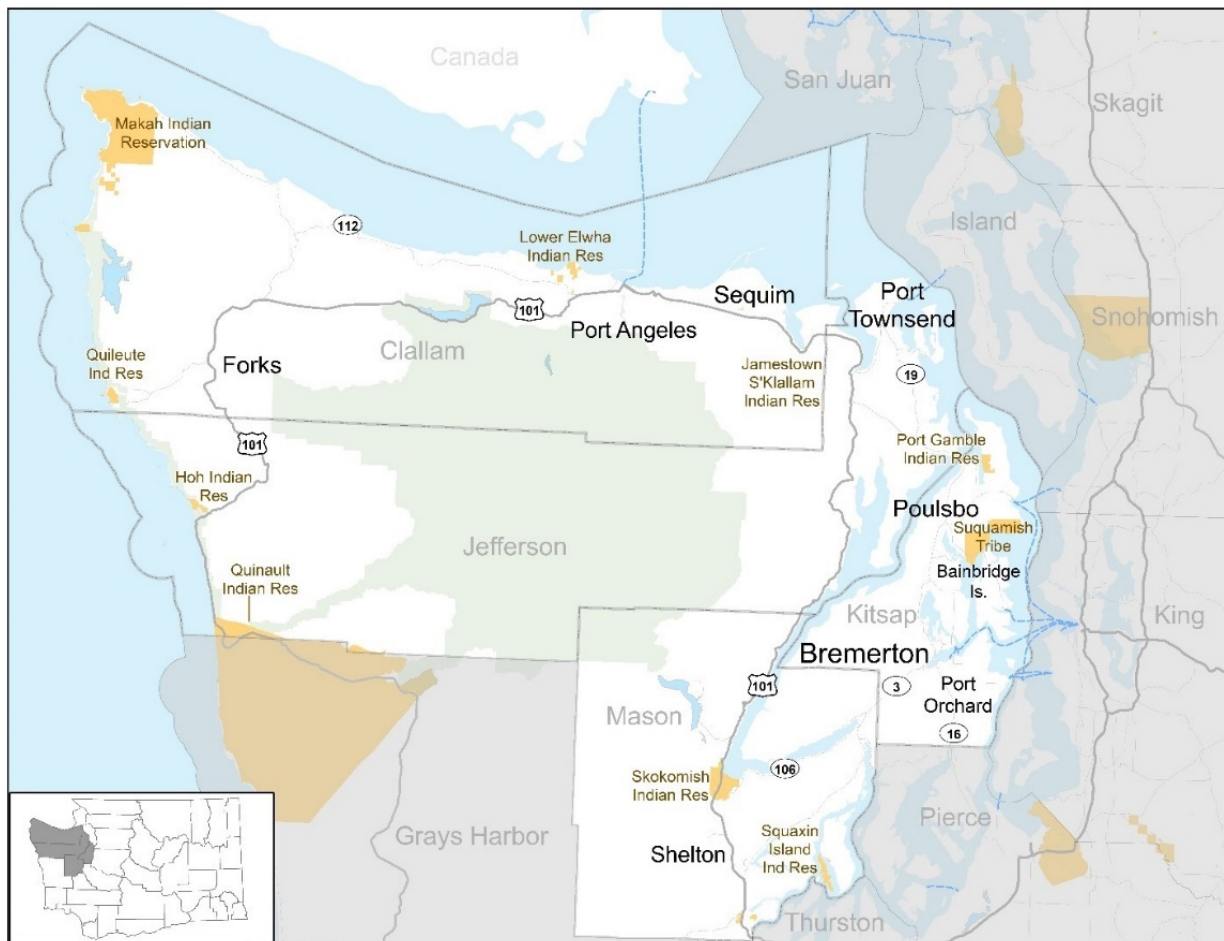 Canada
San Juan
Skagit
Makah Indian
Reservation
Island
112
Lower Elwha
Indian Res
Sequim
Port
Townsend
Snohomish
101
Port Angeles
Clallam
Quileute
Ind Res
Forks
Jamestown
S'Klallam
Indian Res
19
101
Port Gamble
Indian Res
Hoh Indian
Res
Poulsbo
Suquamish
Tribe
Jefferson
Bainbridge
Is.
Quinault
Indian Res
Kitsap
King
Bremerton
101
3
Port
Orchard
Mason
16
Skokomish
Indian Res
106
Pierce
Grays Harbor
Shelton
Squaxin
Island
Ind Res
Thurston